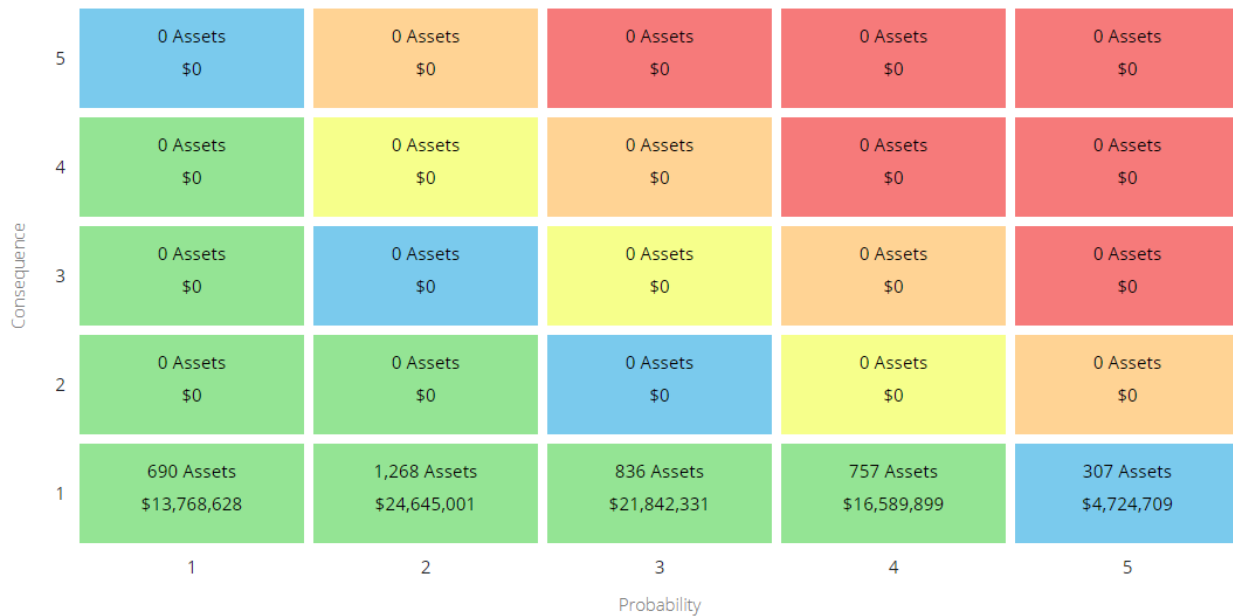 0 Assets 0 Assets 0 Assets 0 Assets 0 Assets
5
$0 $0 $0 $0 $0
0 Assets 0 Assets 0 Assets 0 Assets 0 Assets
4
$0 $0 $0 $0 $0
Consequence
0 Assets 0 Assets 0 Assets 0 Assets 0 Assets
3
$0 $0 $0 $0 $0
0 Assets 0 Assets 0 Assets 0 Assets 0 Assets
2
$0 $0 $0 $0 $0
690 Assets 1,268 Assets 836 Assets 757 Assets 307 Assets
1
$13,768,628 $24,645,001 $21,842,331 $16,589,899 $4,724,709
1 2 3 4 5
Probability